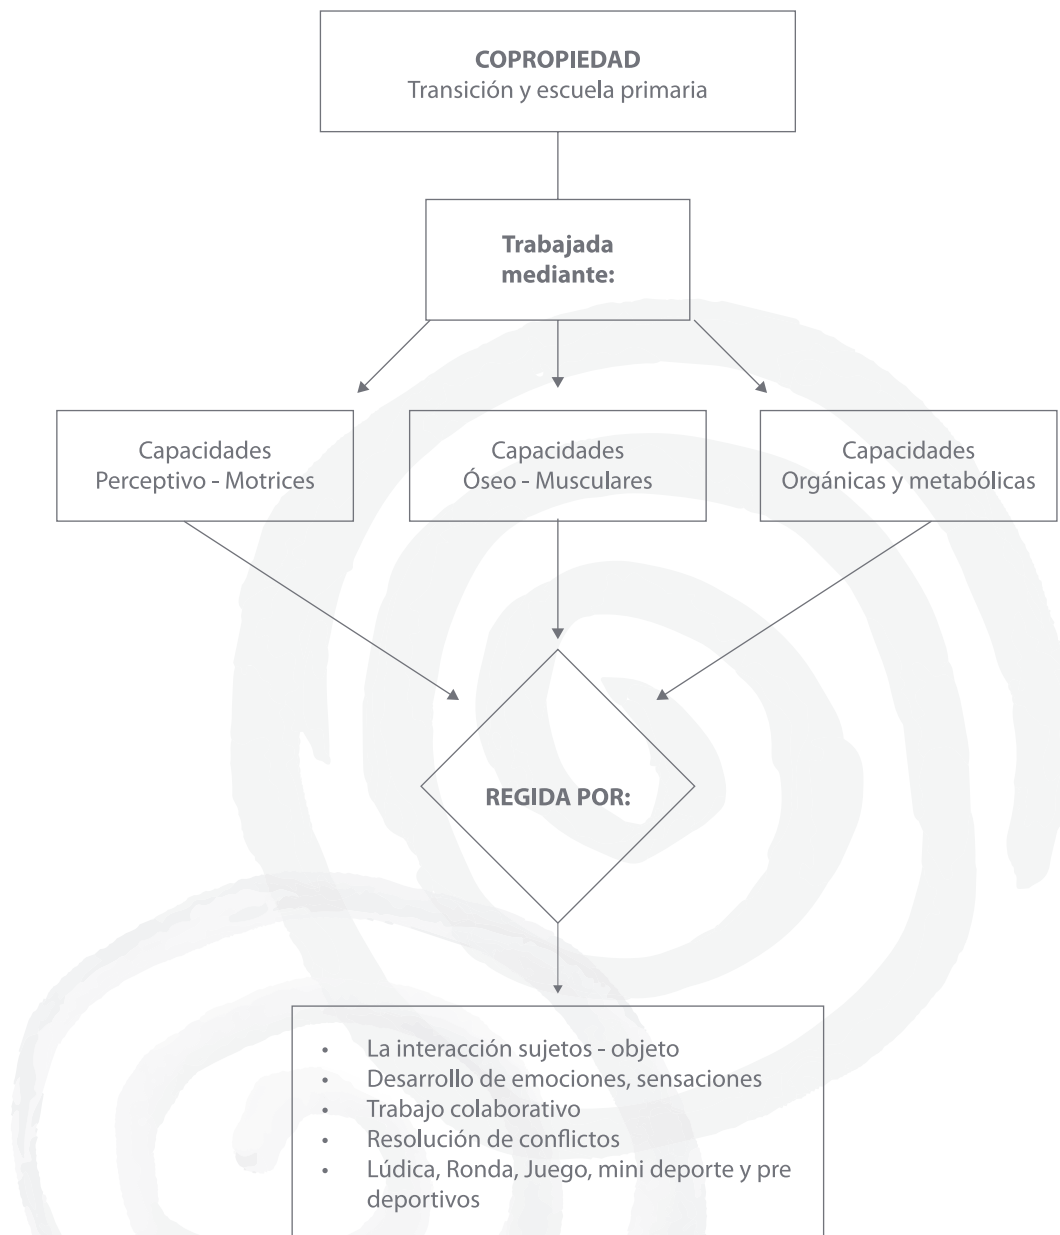 COPROPIEDAD
Transición y escuela primaria
Trabajada
mediante:
Capacidades
Perceptivo - Motrices
Capacidades
Óseo - Musculares
Capacidades
Orgánicas y metabólicas
REGIDA POR:
• La interacción sujetos - objeto
• Desarrollo de emociones, sensaciones
• Trabajo colaborativo
• Resolución de conflictos
• Lúdica, Ronda, Juego, mini deporte y pre
deportivos